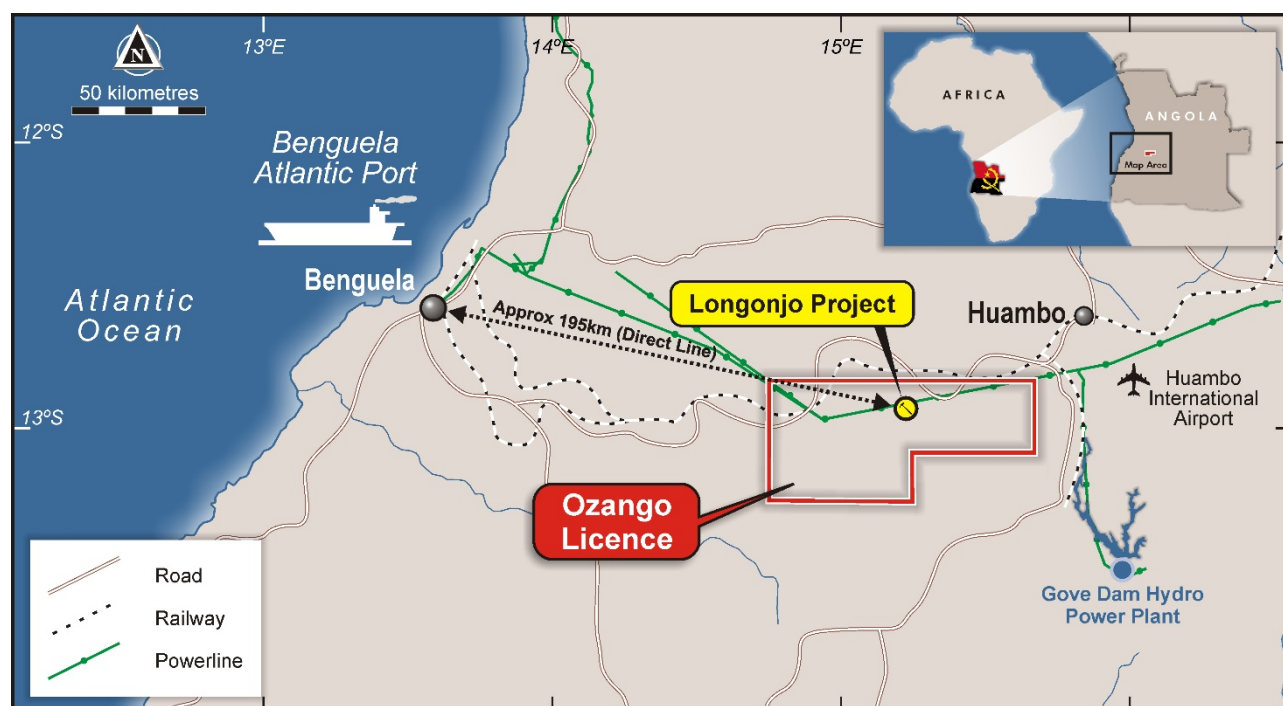 13ºE
14ºE
15ºE
N
50 kilometres
12ºS
13ºS
AFRICA
ANGOLA
Map Area
Benguela
Atlantic Port
Benguela
Atlantic
Ocean
Approx 195km (Direct Line)
Longonjo Project
Huambo
Huambo
International
Airport
Ozango
Licence
Gove Dam Hydro
Power Plant
Road
Railway
Powerline